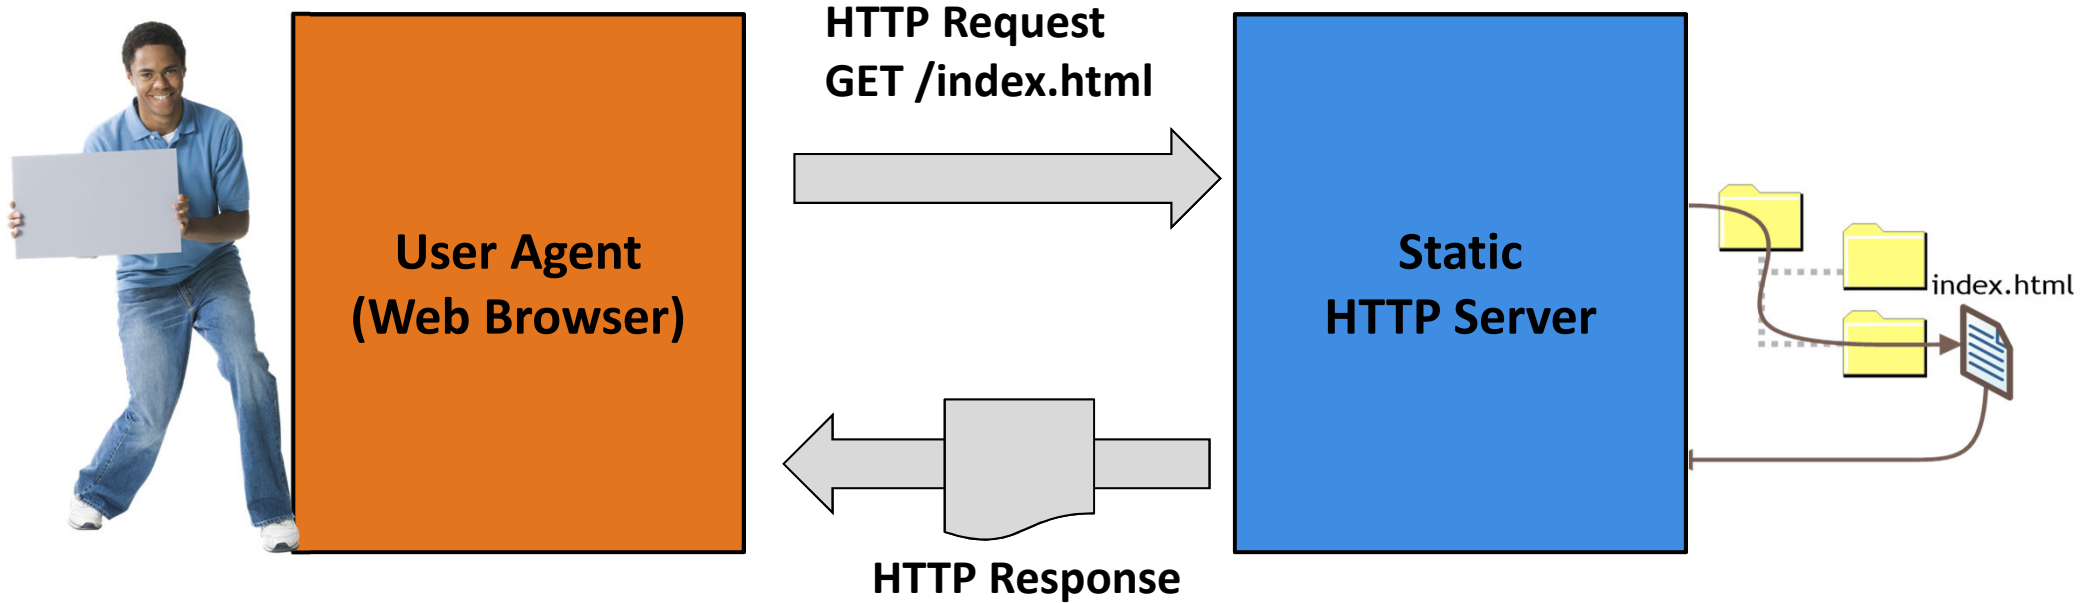 HTTP Request
GET /index.html
User Agent
(Web Browser)
Static
HTTP Server
index.html
HTTP Response